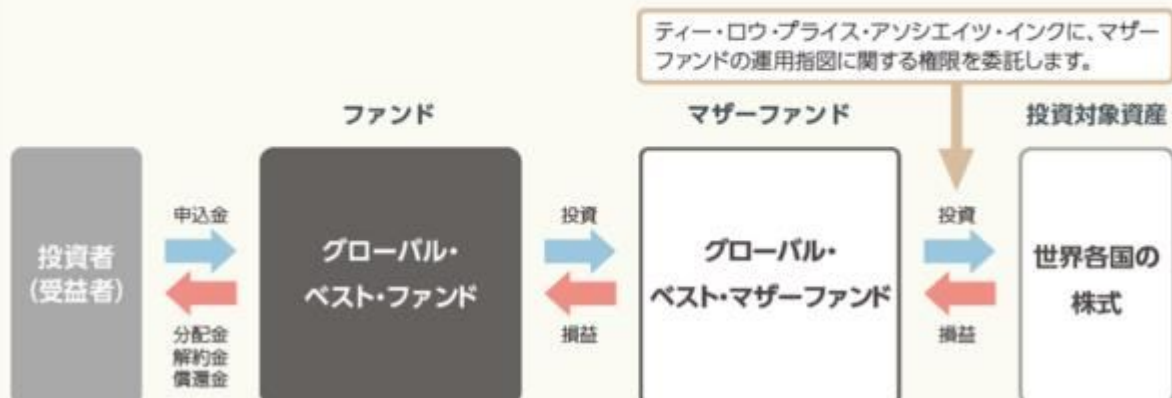 ティー・ロウ・プライス・アソシエイツ・インクに、マザー
ファンドの運用指図に関する権限を委託します。
ファンド
マザーファンド
投資対象資産
投資者
(受益者)
申込金
分配金
解約金
償還金
グローバル・
ベスト・ファンド
投資
損益
グローバル・
ベスト・マザーファンド
投資
損益
世界各国の
株式